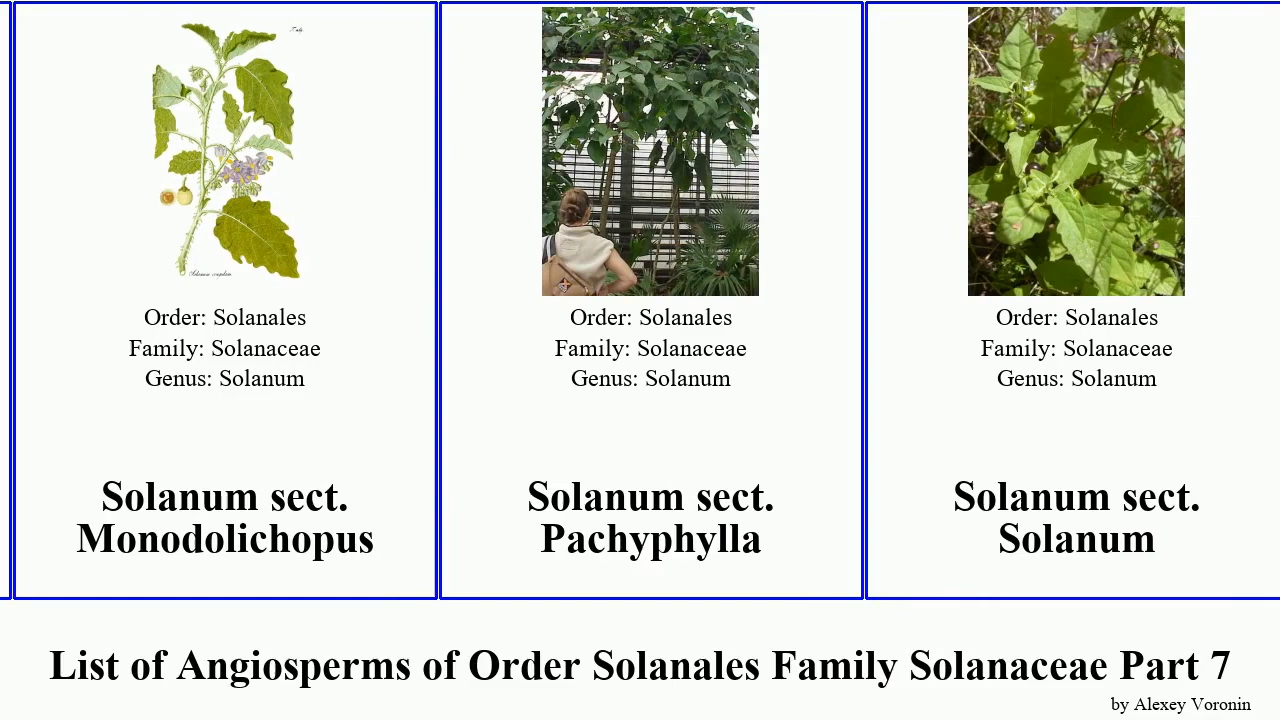 Order: Solanales
Family: Solanaceae
Genus: Solanum
Solanum sect.
Monodolichopus
Order: Solanales
Family: Solanaceae
Genus: Solanum
Solanum sect.
Pachyphylla
Order: Solanales
Family: Solanaceae
Genus: Solanum
Solanum sect.
Solanum
List of Angiosperms of Order Solanales Family Solanaceae Part 7
by Alexey Voronin